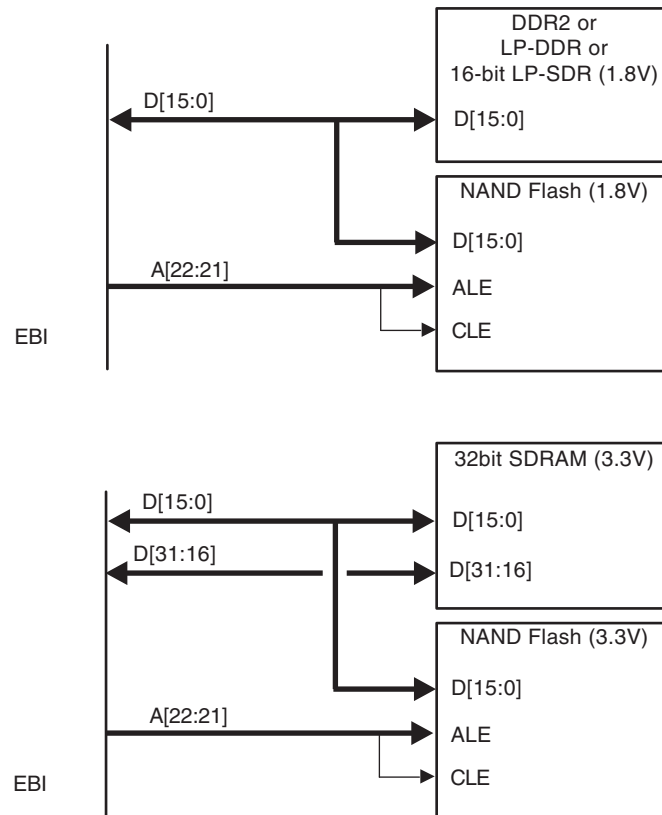 DDR2 or
LP-DDR or
16-bit LP-SDR (1.8V)
D[15:0]
D[15:0]
NAND Flash (1.8V)
D[15:0]
A[22:21]
ALE
EBI
CLE
32bit SDRAM (3.3V)
D[15:0]
D[15:0]
D[31:16]
D[31:16]
NAND Flash (3.3V)
D[15:0]
A[22:21]
ALE
EBI
CLE